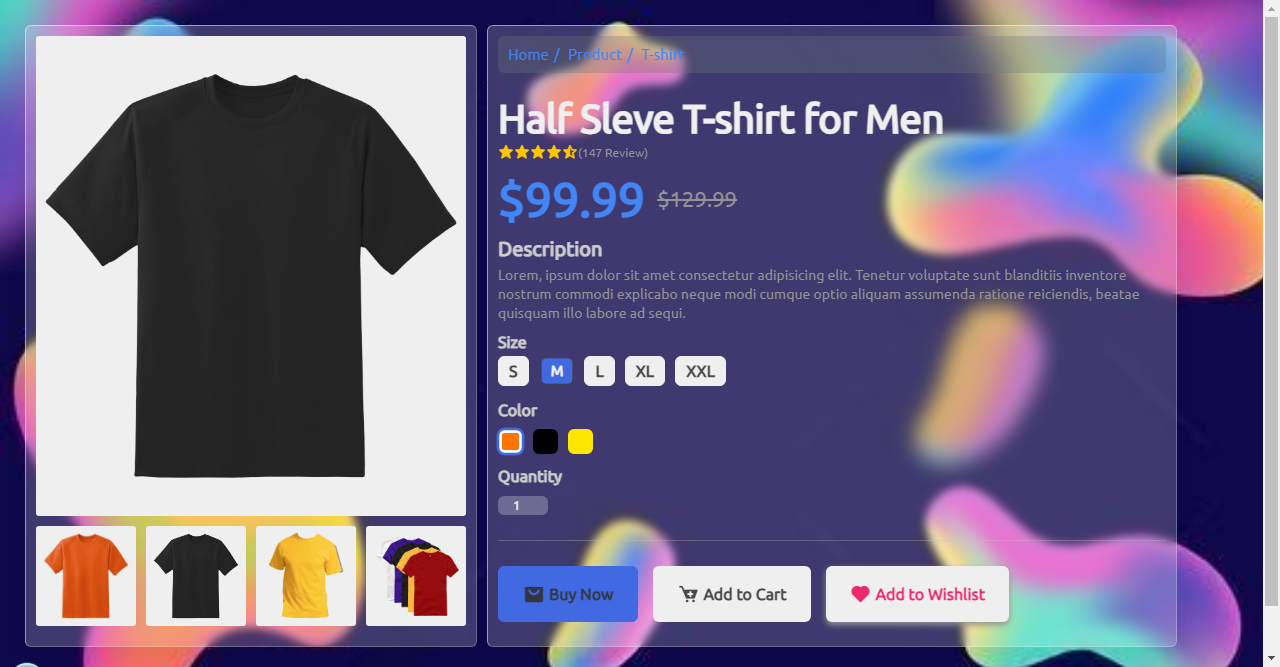 Home / Product / T-shirt
Half Sleve T-shirt for Men
(147 Review)
$99.99 $129.99
Description
Lorem, ipsum dolor sit amet consectetur adipisicing elit. Tenetur voluptate sunt blanditiis inventore
nostrum commodi explicabo neque modi cumque optio aliquam assumenda ratione reiciendis, beatae
quisquam illo labore ad sequi.
Size
S M L XL XXL
Color
Quantity
1
Buy Now Add to Cart Add to Wishlist